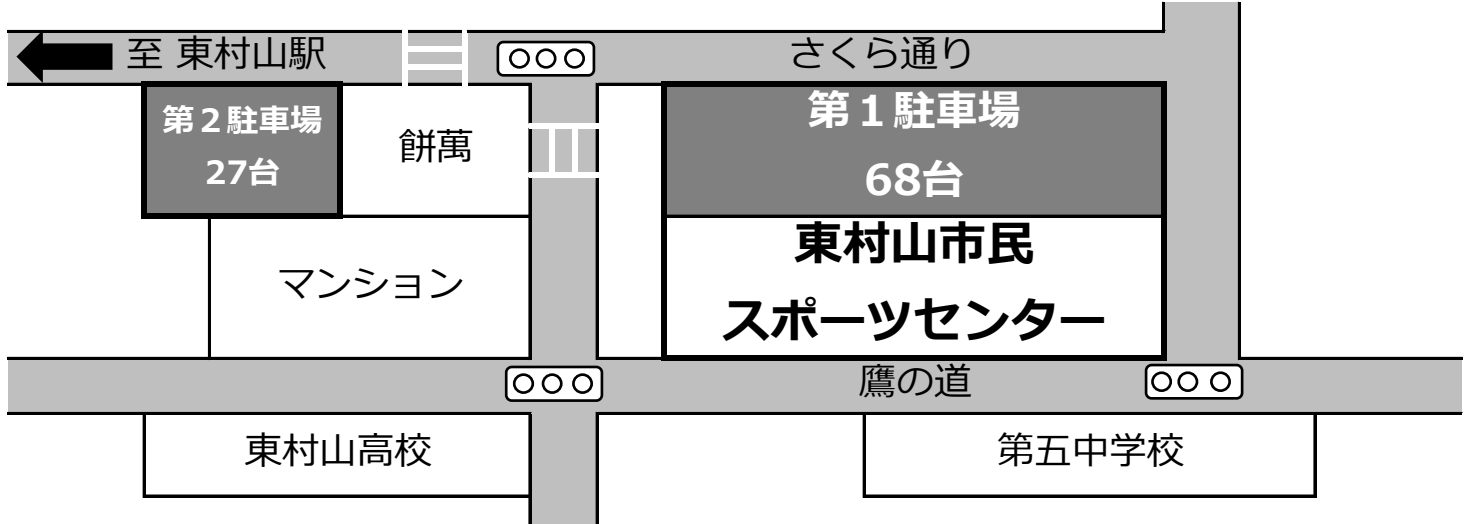 至 東村山駅
さくら通り
第２駐車場
27台
餅萬
第１駐車場
68台
マンション
東村山市民
スポーツセンター
鷹の道
東村山高校
第五中学校